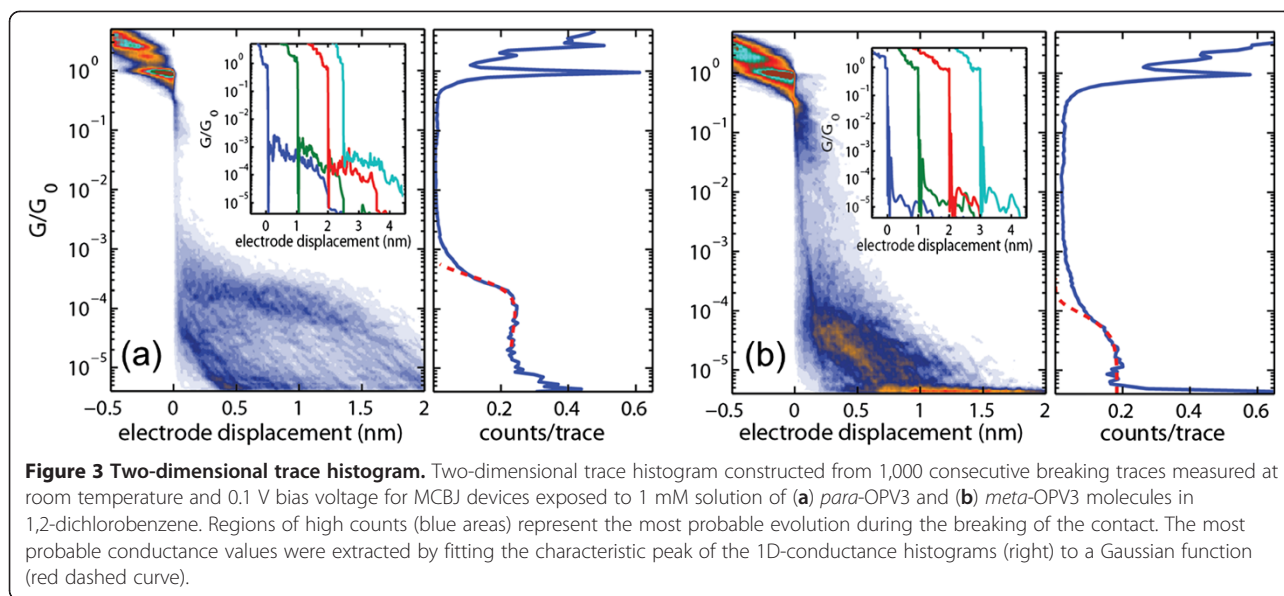 10⁰
10⁻¹
10⁻²
10⁻³
10⁻⁴
10⁻⁵
G/G₀
−0.5 0 0.5 1 1.5 2
electrode displacement (nm)
(a)
10⁰
10⁻¹
10⁻²
10⁻³
10⁻⁴
10⁻⁵
G/G₀
0 1 2 3 4
electrode displacement (nm)
0.2 0.4 0.6
counts/trace
10⁰
10⁻¹
10⁻²
10⁻³
10⁻⁴
10⁻⁵
-0.5 0 0.5 1 1.5 2
electrode displacement (nm)
(b)
10⁰
10⁻¹
10⁻²
10⁻³
10⁻⁴
10⁻⁵
G/G₀
0 1 2 3 4
electrode displacement (nm)
0.2 0.4 0.6
counts/trace
Figure 3 Two-dimensional trace histogram. Two-dimensional trace histogram constructed from 1,000 consecutive breaking traces measured at
room temperature and 0.1 V bias voltage for MCBJ devices exposed to 1 mM solution of (a) para-OPV3 and (b) meta-OPV3 molecules in
1,2-dichlorobenzene. Regions of high counts (blue areas) represent the most probable evolution during the breaking of the contact. The most
probable conductance values were extracted by fitting the characteristic peak of the 1D-conductance histograms (right) to a Gaussian function
(red dashed curve).